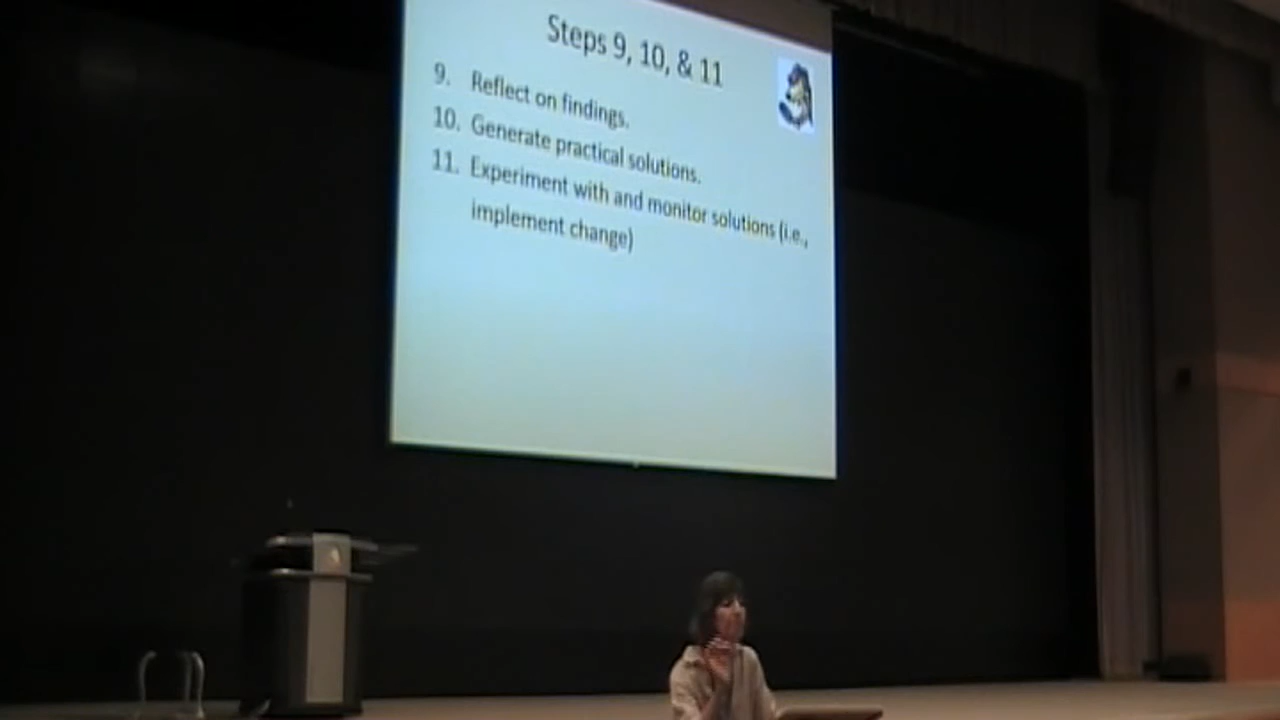 Steps 9, 10, & 11
9. Reflect on findings.
10. Generate practical solutions.
11. Experiment with and monitor solutions (i.e.,
implement change)